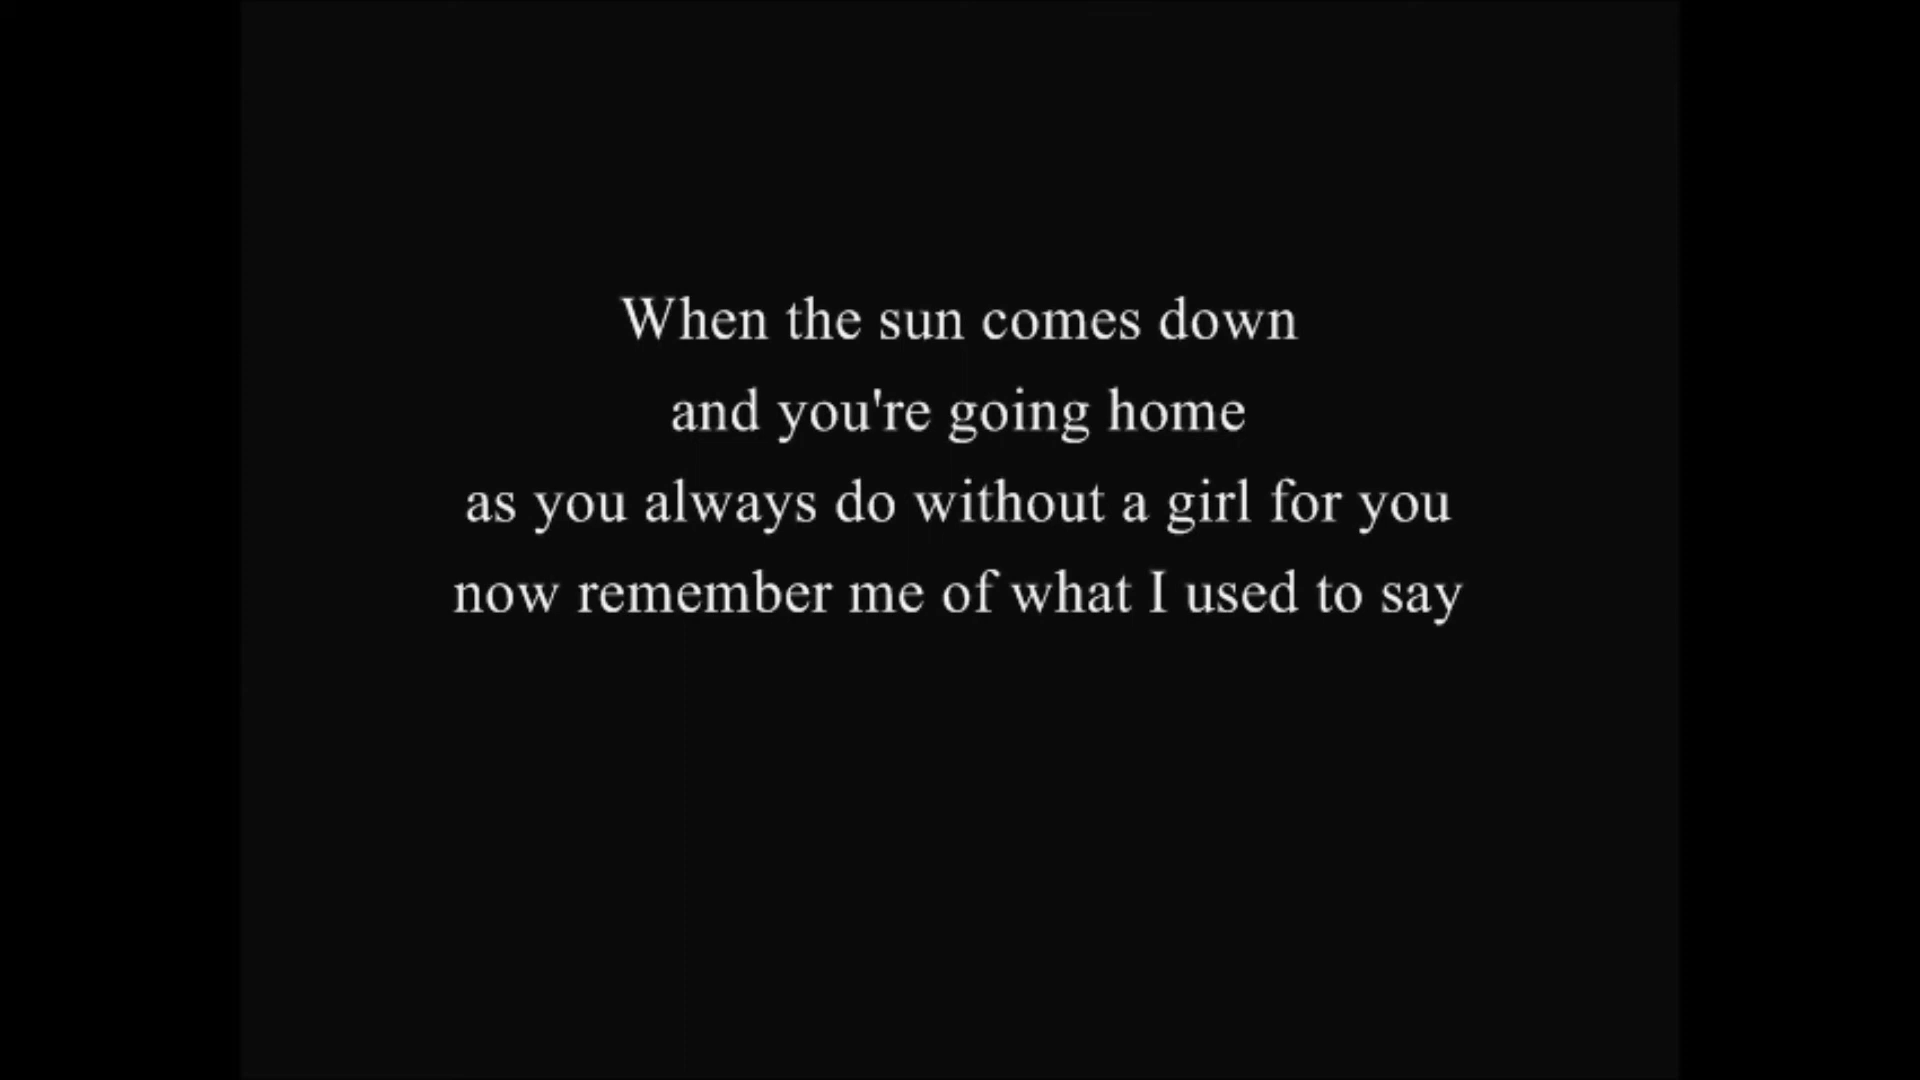 When the sun comes down
and you're going home
as you always do without a girl for you
now remember me of what I used to say